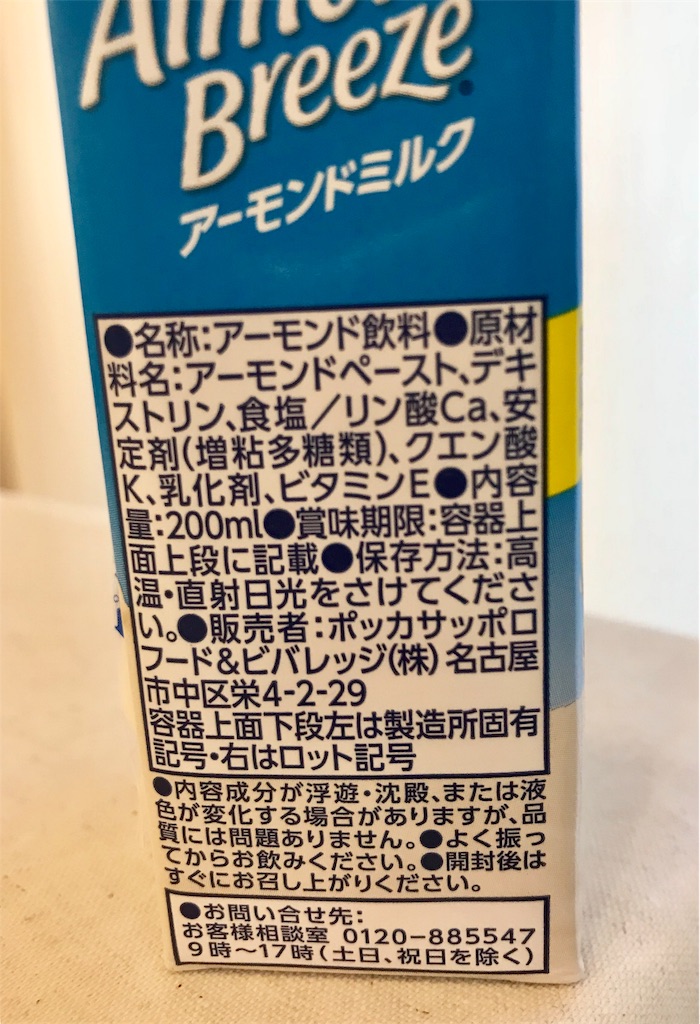 Breeze
アーモンドミルク
●名称:アーモンド飲料●原材
料名:アーモンドペースト、デキ
ストリン、食塩／リン酸Ca、安
定剤(増粘多糖類)、クエン酸
K、乳化剤、ビタミンE●内容
量:200ml●賞味期限:容器上
面上段に記載●保存方法:高
温・直射日光をさけてくださ
い。●販売者:ポッカサッポロ
フード&ビバレッジ(株) 名古屋
市中区栄4-2-29
容器上面下段左は製造所固有
記号・右はロット記号
●内容成分が浮遊・沈殿、または液
色が変化する場合がありますが、品
質には問題ありません。●よく振っ
てからお飲みください。●開封後は
すぐにお召し上がりください。
●お問い合せ先:
お客様相談室 0120-885547
9時～17時(土日、祝日を除く)